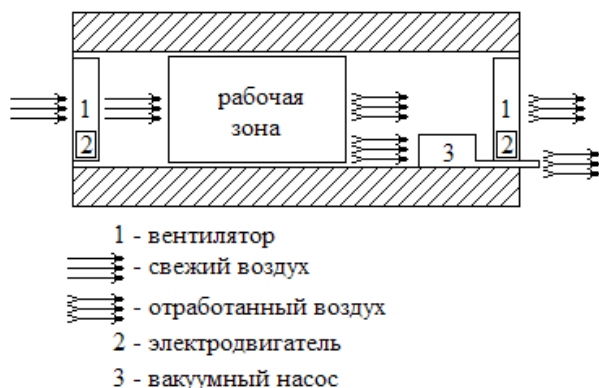 1
рабочая
зона
1
2
3
2
1 - вентилятор
- свежий воздух
- отработанный воздух
2 - электродвигатель
3 - вакуумный насос